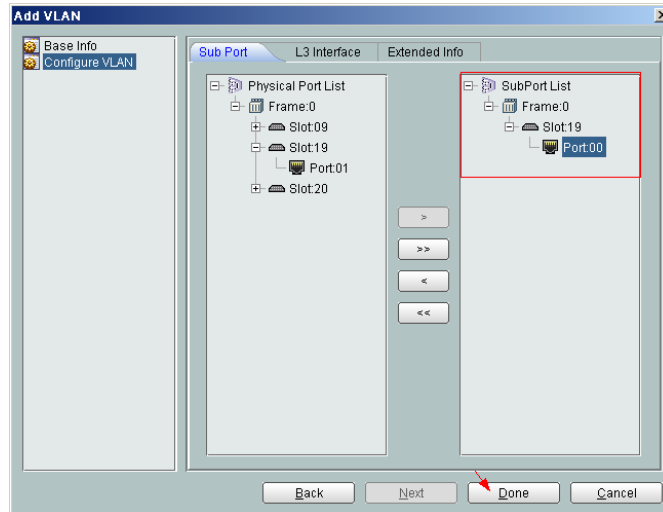 Add VLAN
Base Info
Configure VLAN
Sub Port
L3 Interface
Extended Info
Physical Port List
Frame:0
Slot:09
Slot:19
Port:01
Slot:20
>
>>
<
<<
SubPort List
Frame:0
Slot:19
Port:00
Back
Next
Done
Cancel